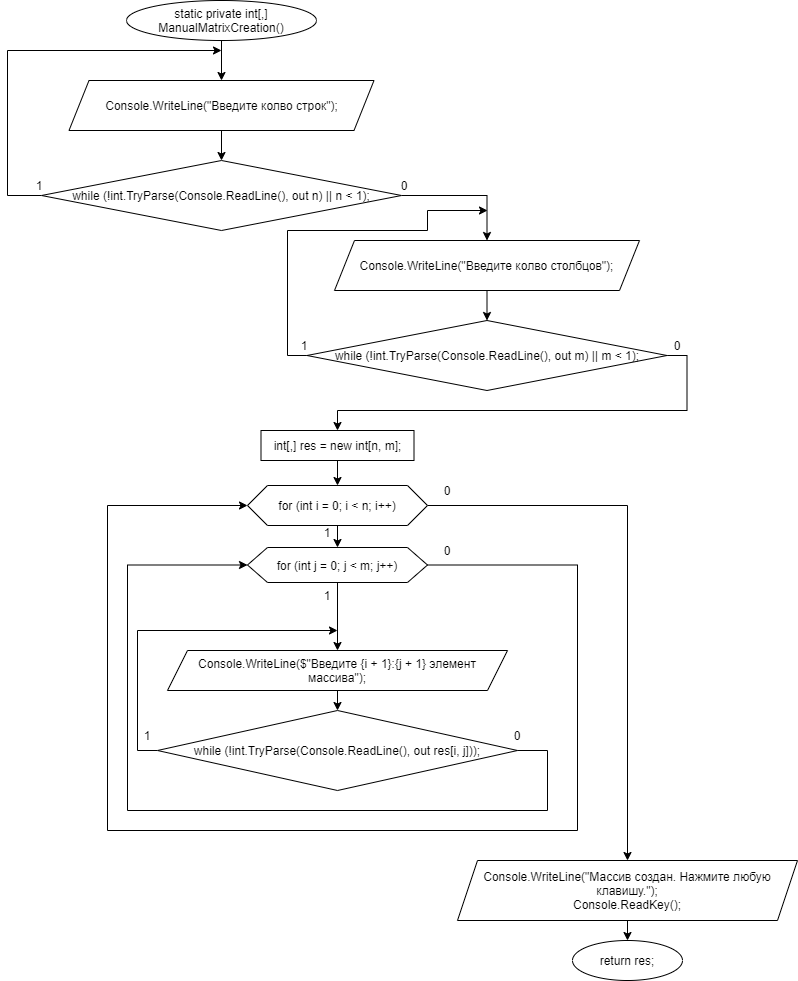 static private int[,]
ManualMatrixCreation()
Console.WriteLine("Введите колво строк");
1
while (!int.TryParse(Console.ReadLine(), out n) || n < 1);
0
Console.WriteLine("Введите колво столбцов");
1
while (!int.TryParse(Console.ReadLine(), out m) || m < 1);
0
int[,] res = new int[n, m];
for (int i = 0; i < n; i++)
0
1
for (int j = 0; j < m; j++)
0
1
Console.WriteLine($"Введите {i + 1}:{j + 1} элемент
массива");
1
while (!int.TryParse(Console.ReadLine(), out res[i, j]));
0
Console.WriteLine("Массив создан. Нажмите любую
клавишу.");
Console.ReadKey();
return res;